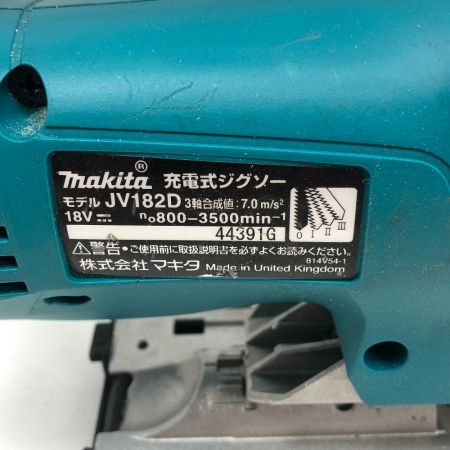 makita® 充電式ジグソー
モデル JV182D 3軸合成値：7.0 m/s²
18V⎓ n₀800-3500min⁻¹
44391G
O I II III
⚠警告・ご使用前に取扱説明書を必ずよくお読みください。
814V54-1
株式会社 マキタ Made in United Kingdom